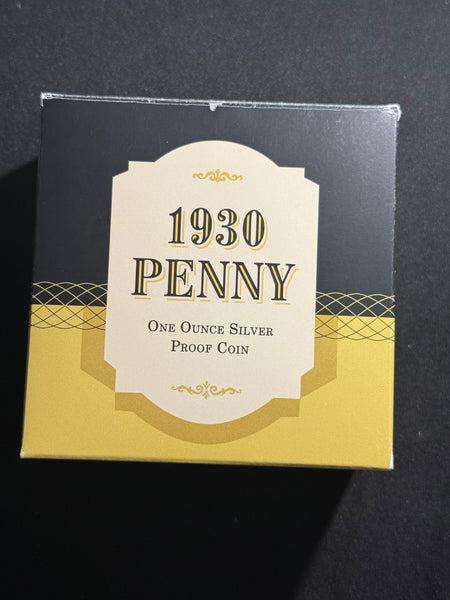 1930
PENNY
One Ounce Silver
Proof Coin